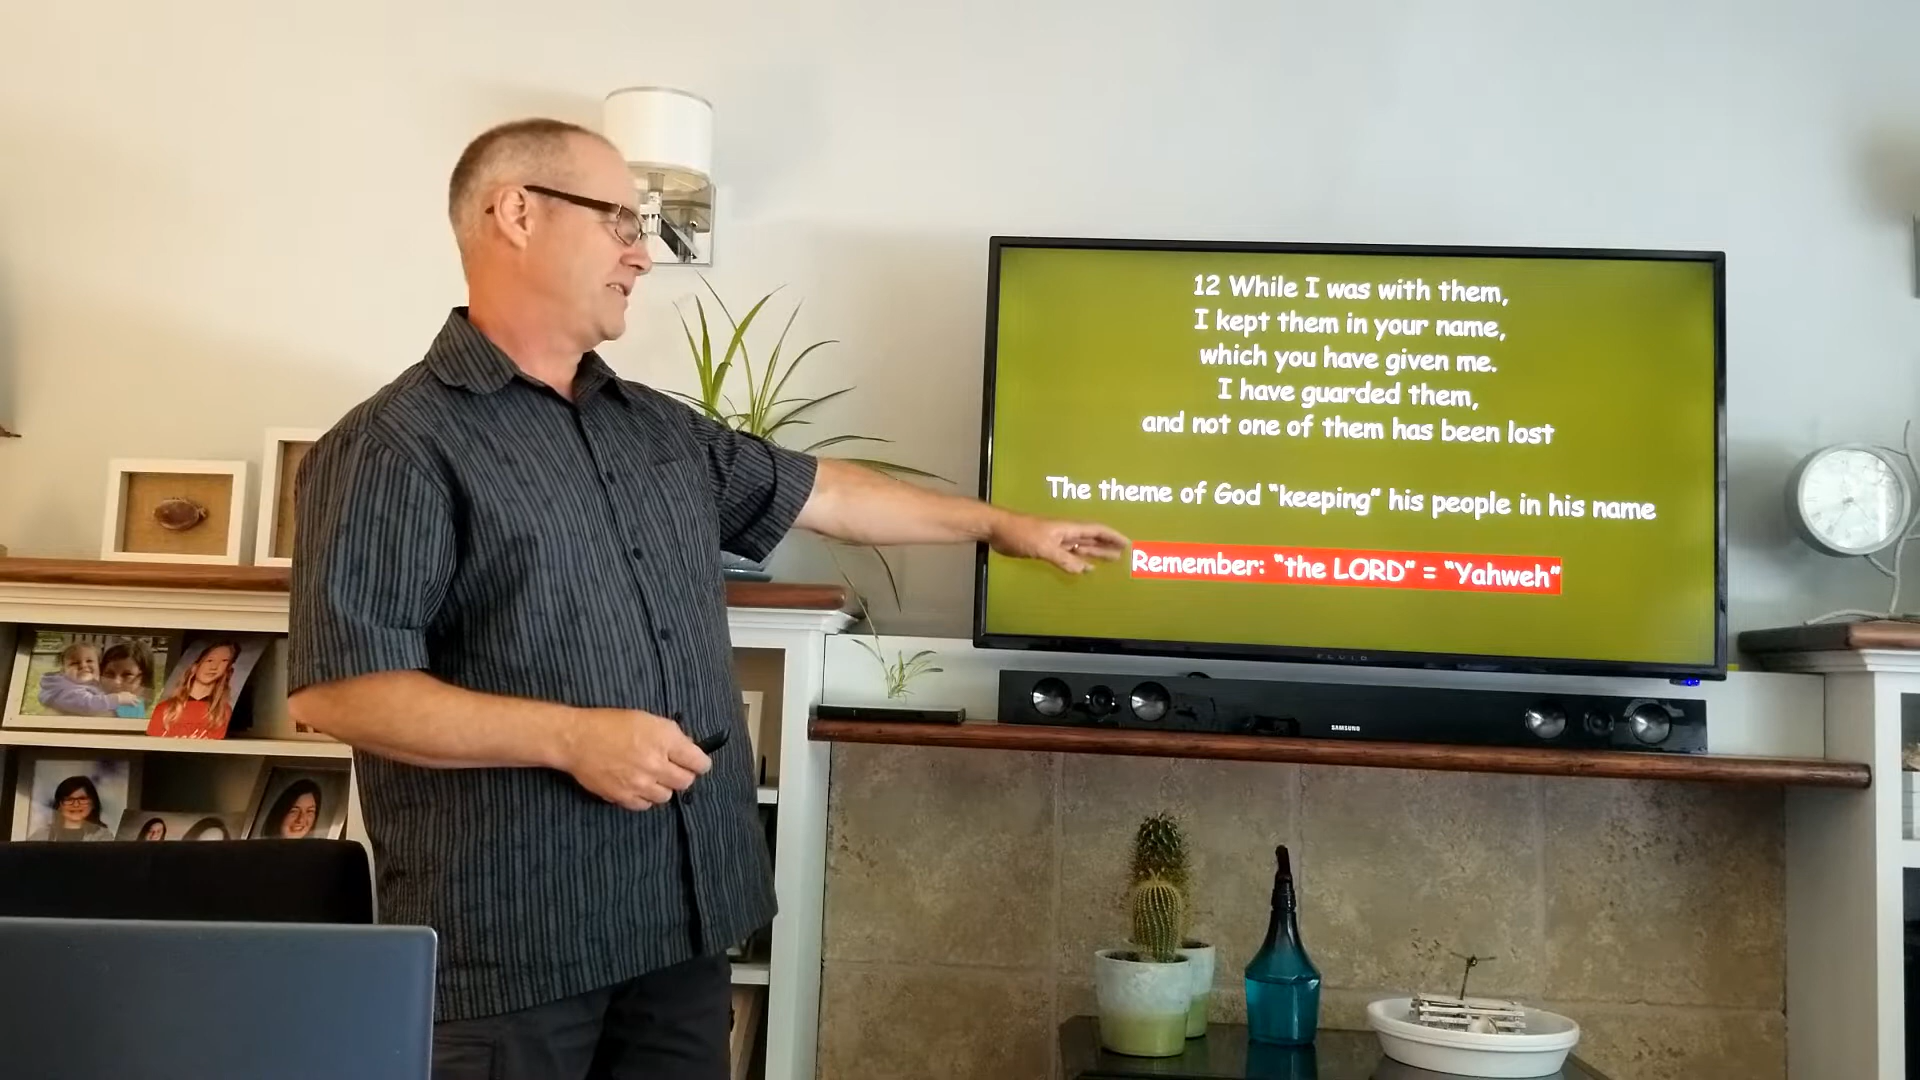 12 While I was with them,
I kept them in your name,
which you have given me.
I have guarded them,
and not one of them has been lost
The theme of God “keeping” his people in his name
Remember: “the LORD” = “Yahweh”
FLUID
SAMSUNG